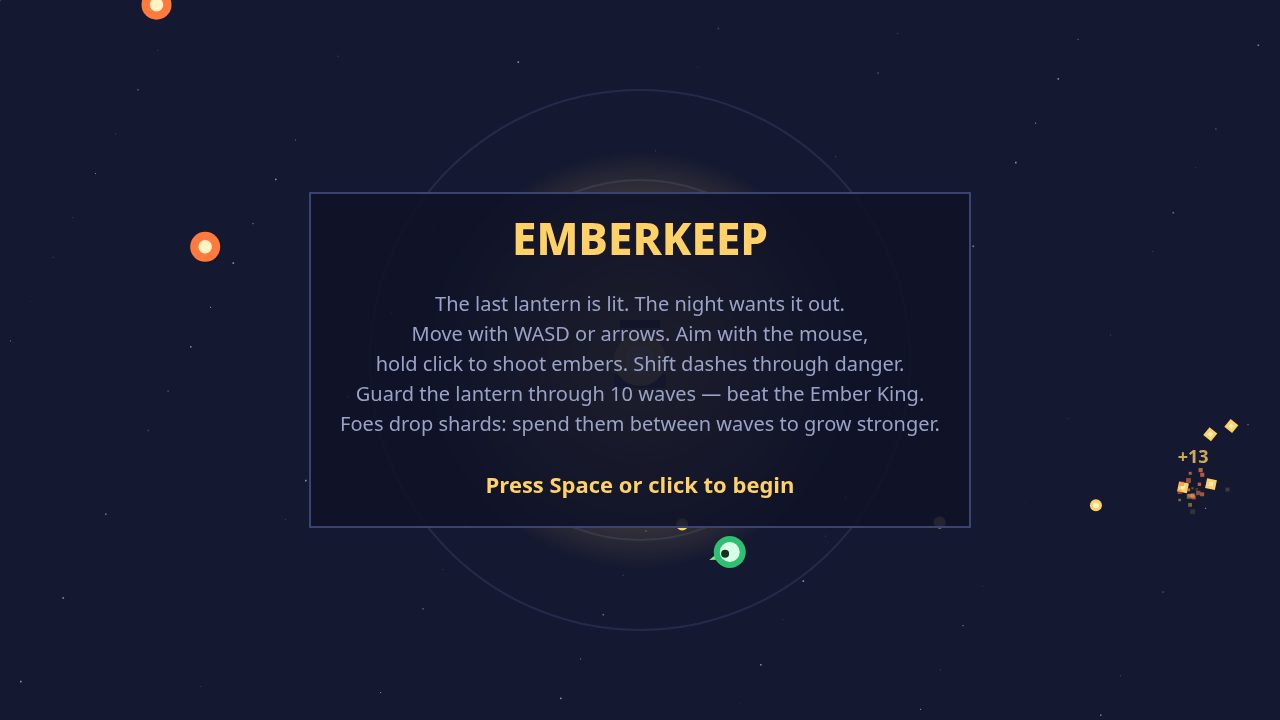 EMBERKEEP
The last lantern is lit. The night wants it out.
Move with WASD or arrows. Aim with the mouse,
hold click to shoot embers. Shift dashes through danger.
Guard the lantern through 10 waves — beat the Ember King.
Foes drop shards: spend them between waves to grow stronger.
+13
Press Space or click to begin